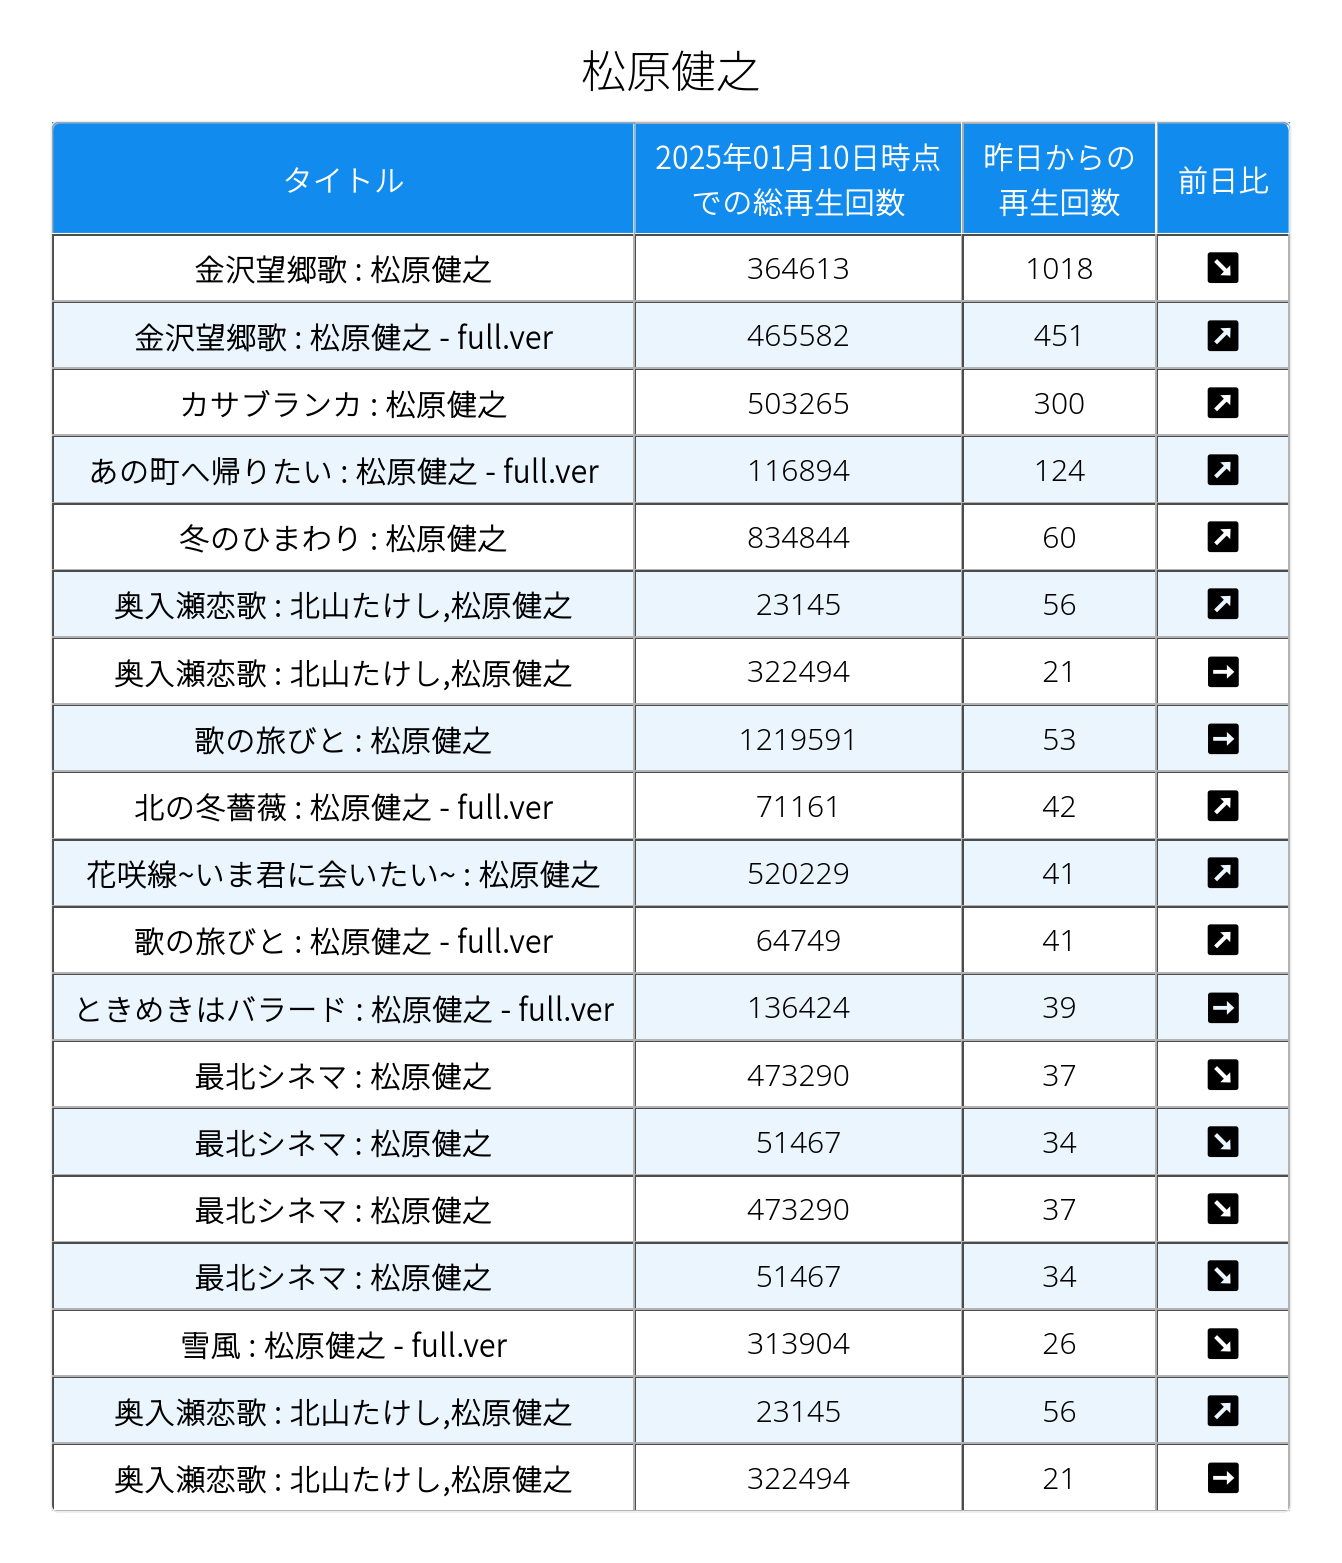 松原健之
タイトル 2025年01月10日時点での総再生回数 昨日からの再生回数 前日比
金沢望郷歌 : 松原健之 364613 1018
金沢望郷歌 : 松原健之 - full.ver 465582 451
カサブランカ : 松原健之 503265 300
あの町へ帰りたい : 松原健之 - full.ver 116894 124
冬のひまわり : 松原健之 834844 60
奥入瀬恋歌 : 北山たけし,松原健之 23145 56
奥入瀬恋歌 : 北山たけし,松原健之 322494 21
歌の旅びと : 松原健之 1219591 53
北の冬薔薇 : 松原健之 - full.ver 71161 42
花咲線~いま君に会いたい~ : 松原健之 520229 41
歌の旅びと : 松原健之 - full.ver 64749 41
ときめきはバラード : 松原健之 - full.ver 136424 39
最北シネマ : 松原健之 473290 37
最北シネマ : 松原健之 51467 34
最北シネマ : 松原健之 473290 37
最北シネマ : 松原健之 51467 34
雪風 : 松原健之 - full.ver 313904 26
奥入瀬恋歌 : 北山たけし,松原健之 23145 56
奥入瀬恋歌 : 北山たけし,松原健之 322494 21